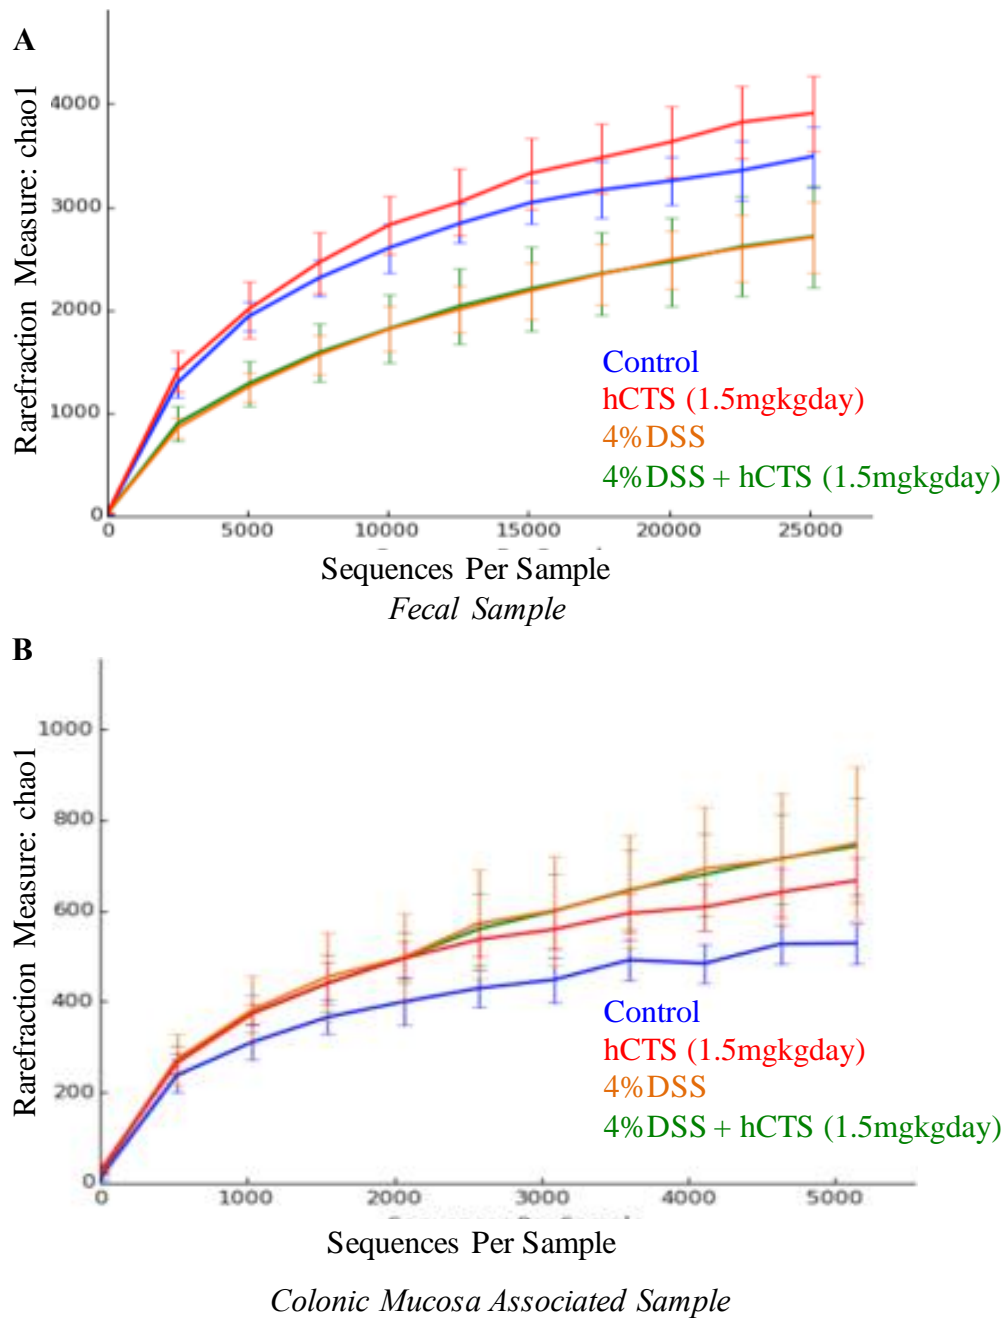 A
Rarefraction Measure: chao1
4000
3000
2000
1000
0
0 5000 10000 15000 20000 25000
Control
hCTS (1.5mgkgday)
4%DSS
4%DSS + hCTS (1.5mgkgday)
Sequences Per Sample
Fecal Sample
B
Rarefraction Measure: chao1
1000
800
600
400
200
0
0 1000 2000 3000 4000 5000
Control
hCTS (1.5mgkgday)
4%DSS
4%DSS + hCTS (1.5mgkgday)
Sequences Per Sample
Colonic Mucosa Associated Sample